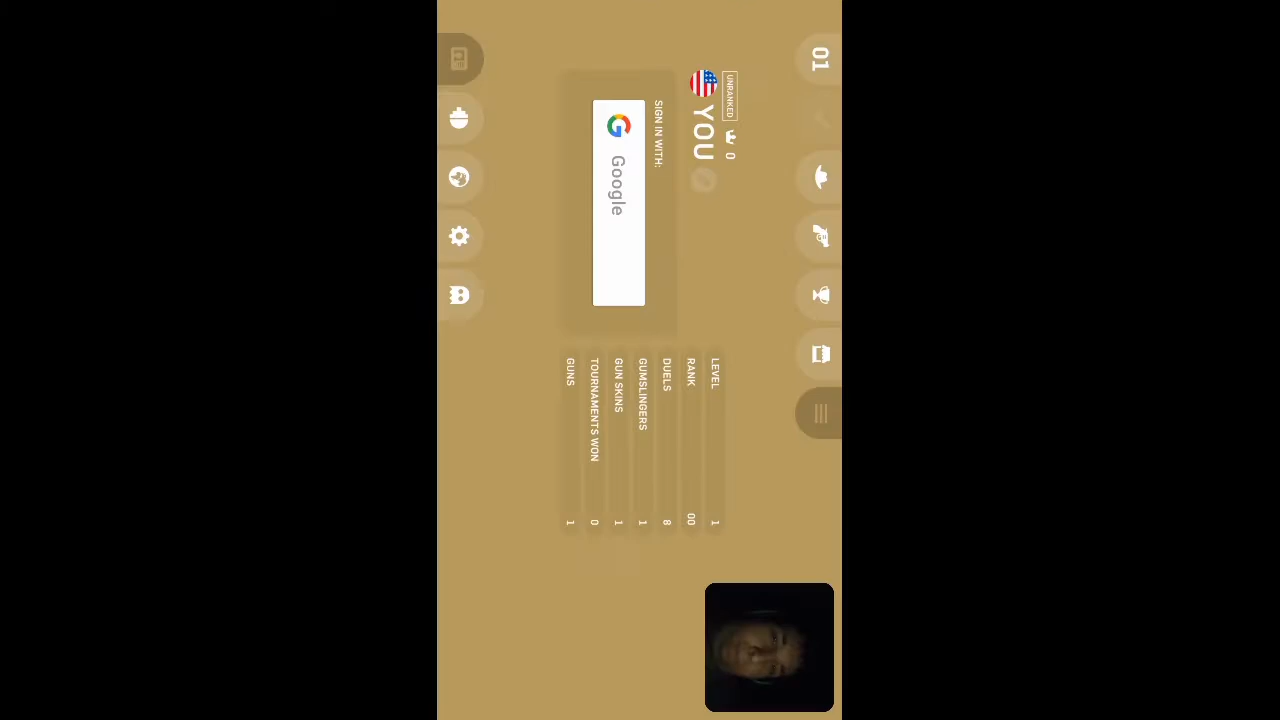 01
UNRANKED 0
YOU
SIGN IN WITH:
Google
LEVEL 1
RANK 00
DUELS 8
GUMSLINGERS 1
GUN SKINS 1
TOURNAMENTS WON 0
GUNS 1